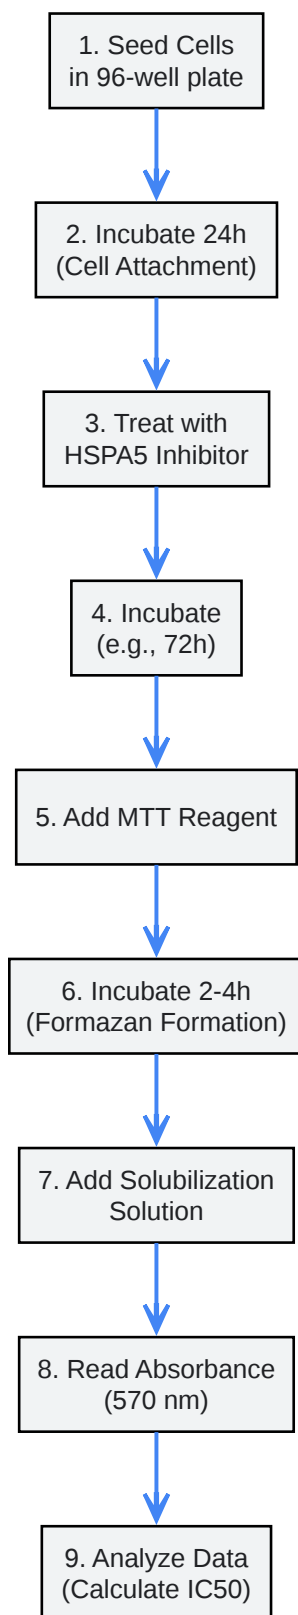 1. Seed Cells
in 96-well plate
2. Incubate 24h
(Cell Attachment)
3. Treat with
HSPA5 Inhibitor
4. Incubate
(e.g., 72h)
5. Add MTT Reagent
6. Incubate 2-4h
(Formazan Formation)
7. Add Solubilization
Solution
8. Read Absorbance
(570 nm)
9. Analyze Data
(Calculate IC50)